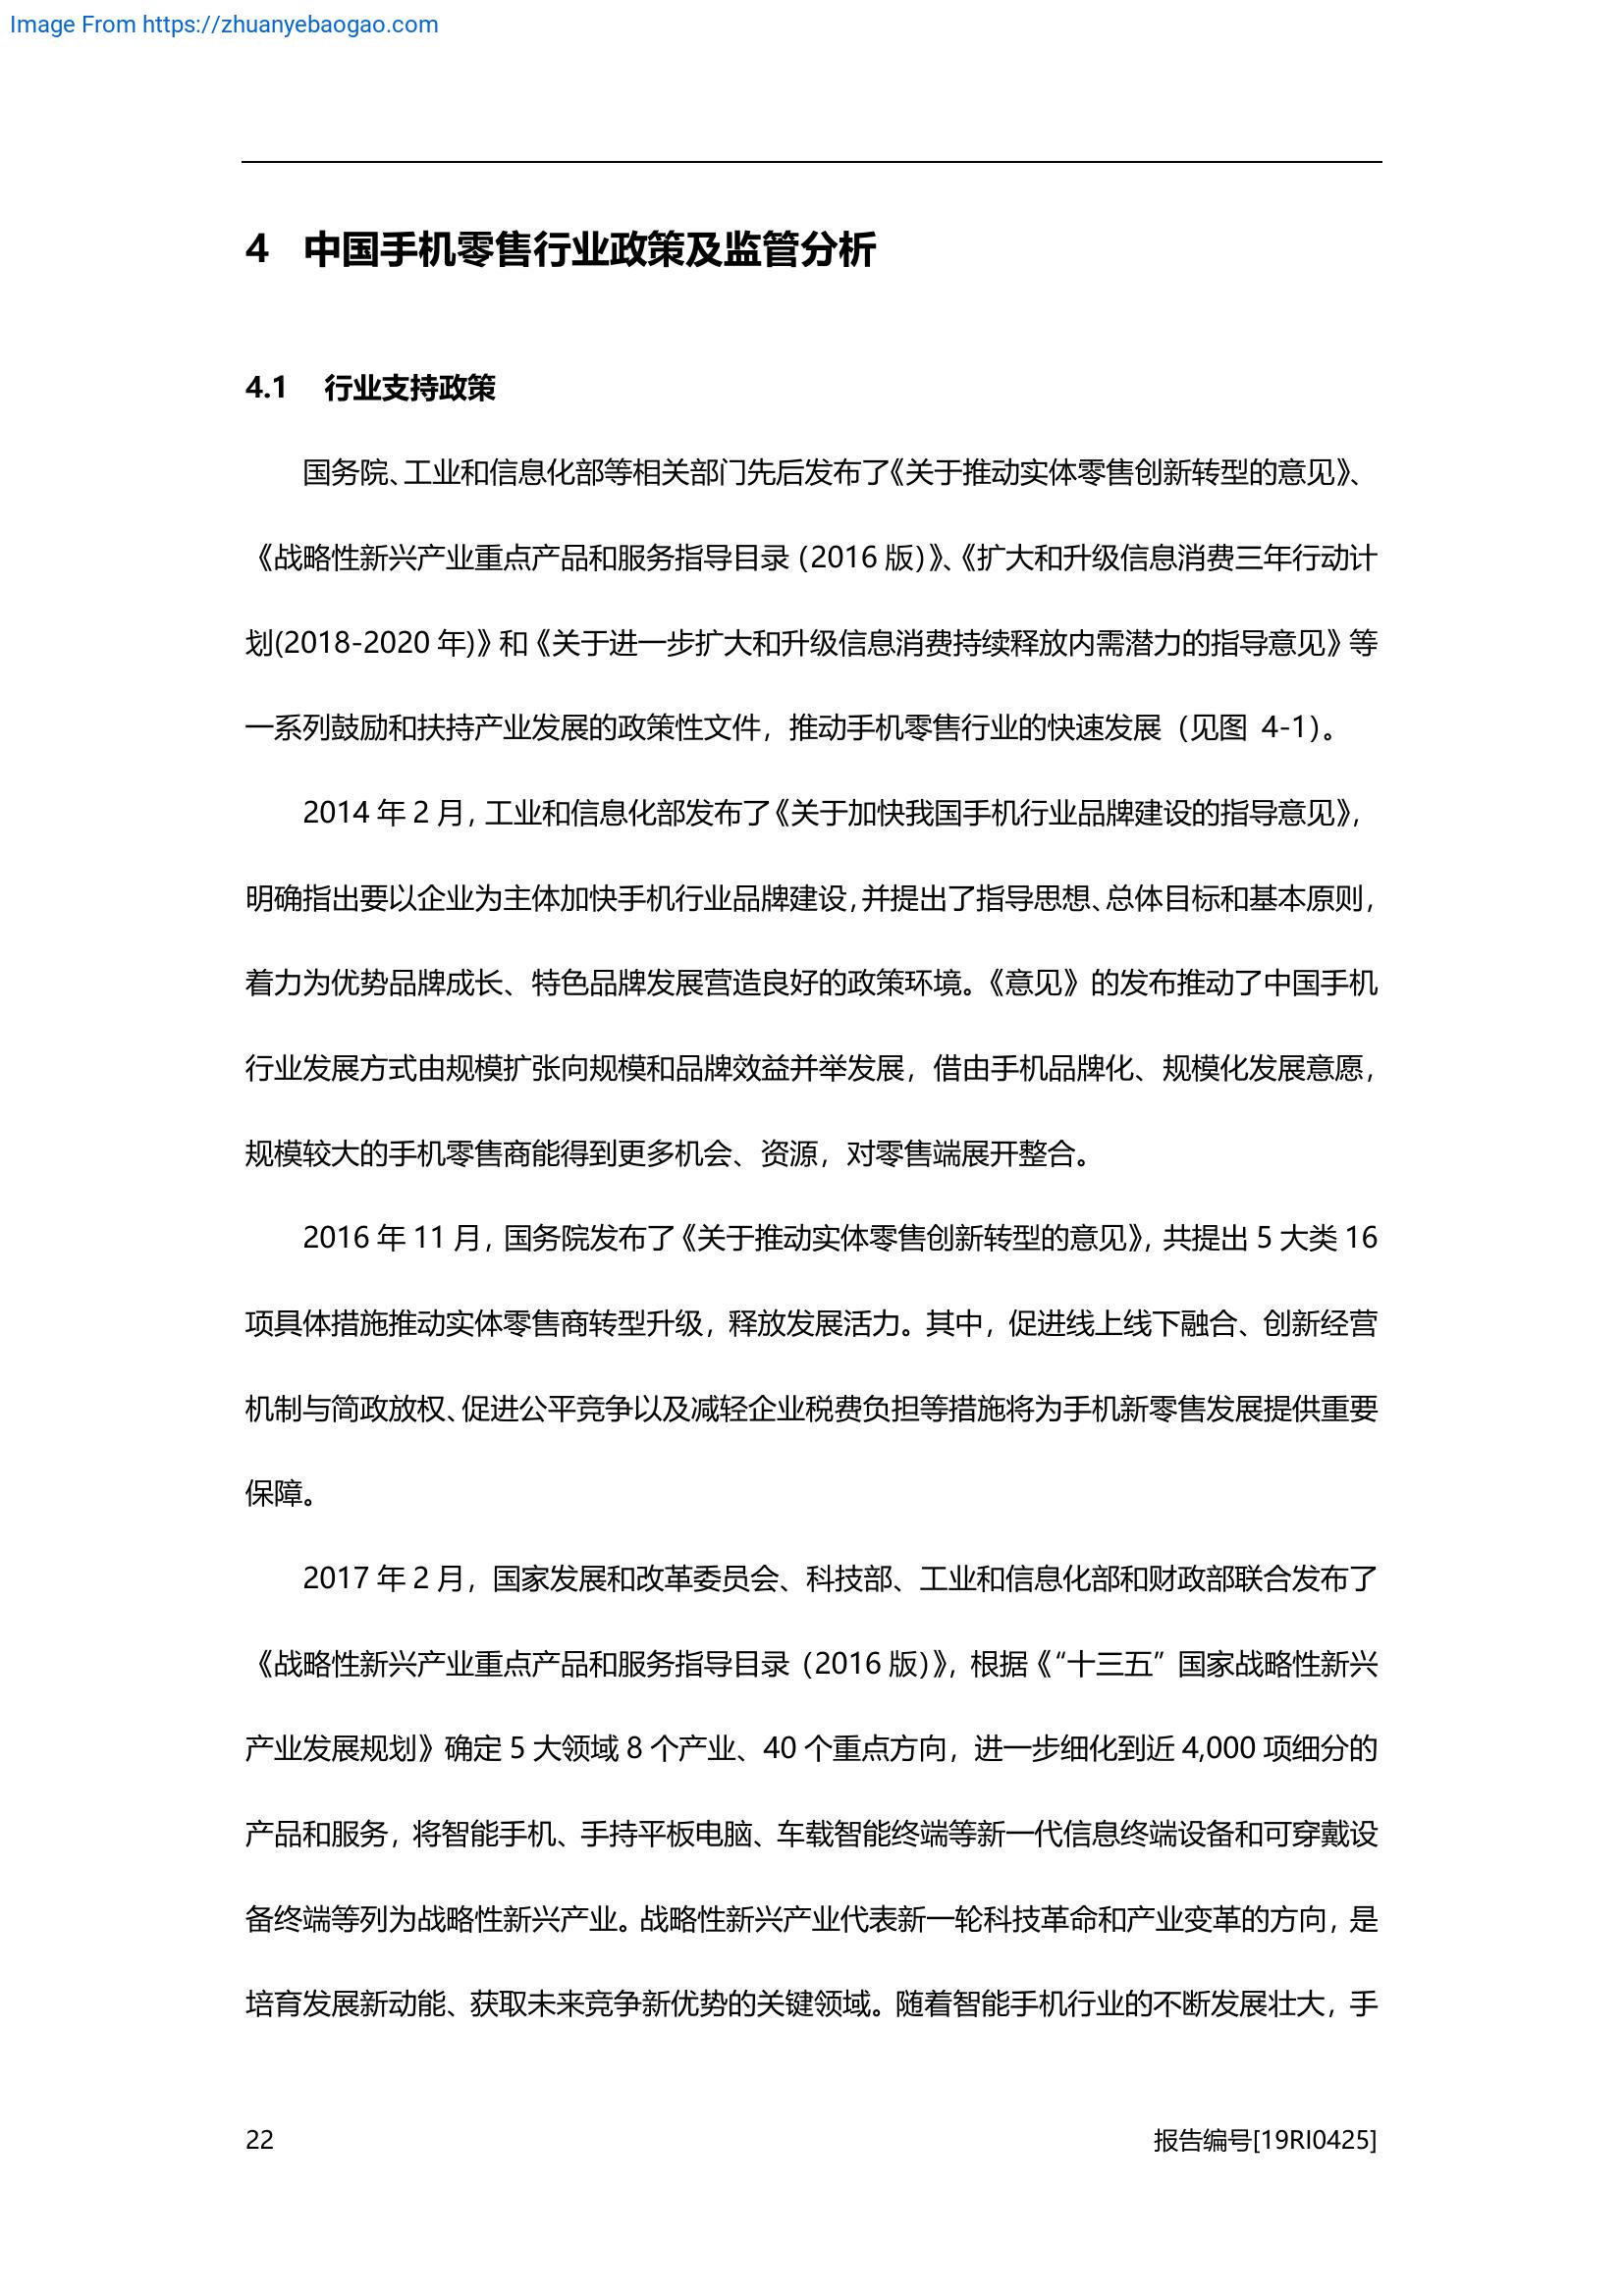 Image From https://zhuanyebaogao.com
4 中国手机零售行业政策及监管分析
4.1 行业支持政策
国务院、工业和信息化部等相关部门先后发布了《关于推动实体零售创新转型的意见》、
《战略性新兴产业重点产品和服务指导目录（2016 版）》、《扩大和升级信息消费三年行动计
划(2018-2020 年)》和《关于进一步扩大和升级信息消费持续释放内需潜力的指导意见》等
一系列鼓励和扶持产业发展的政策性文件，推动手机零售行业的快速发展（见图 4-1）。
2014 年 2 月，工业和信息化部发布了《关于加快我国手机行业品牌建设的指导意见》，
明确指出要以企业为主体加快手机行业品牌建设，并提出了指导思想、总体目标和基本原则，
着力为优势品牌成长、特色品牌发展营造良好的政策环境。《意见》的发布推动了中国手机
行业发展方式由规模扩张向规模和品牌效益并举发展，借由手机品牌化、规模化发展意愿，
规模较大的手机零售商能得到更多机会、资源，对零售端展开整合。
2016 年 11 月，国务院发布了《关于推动实体零售创新转型的意见》，共提出 5 大类 16
项具体措施推动实体零售商转型升级，释放发展活力。其中，促进线上线下融合、创新经营
机制与简政放权、促进公平竞争以及减轻企业税费负担等措施将为手机新零售发展提供重要
保障。
2017 年 2 月，国家发展和改革委员会、科技部、工业和信息化部和财政部联合发布了
《战略性新兴产业重点产品和服务指导目录（2016 版）》，根据《“十三五”国家战略性新兴
产业发展规划》确定 5 大领域 8 个产业、40 个重点方向，进一步细化到近 4,000 项细分的
产品和服务，将智能手机、手持平板电脑、车载智能终端等新一代信息终端设备和可穿戴设
备终端等列为战略性新兴产业。战略性新兴产业代表新一轮科技革命和产业变革的方向，是
培育发展新动能、获取未来竞争新优势的关键领域。随着智能手机行业的不断发展壮大，手
22 报告编号[19RI0425]